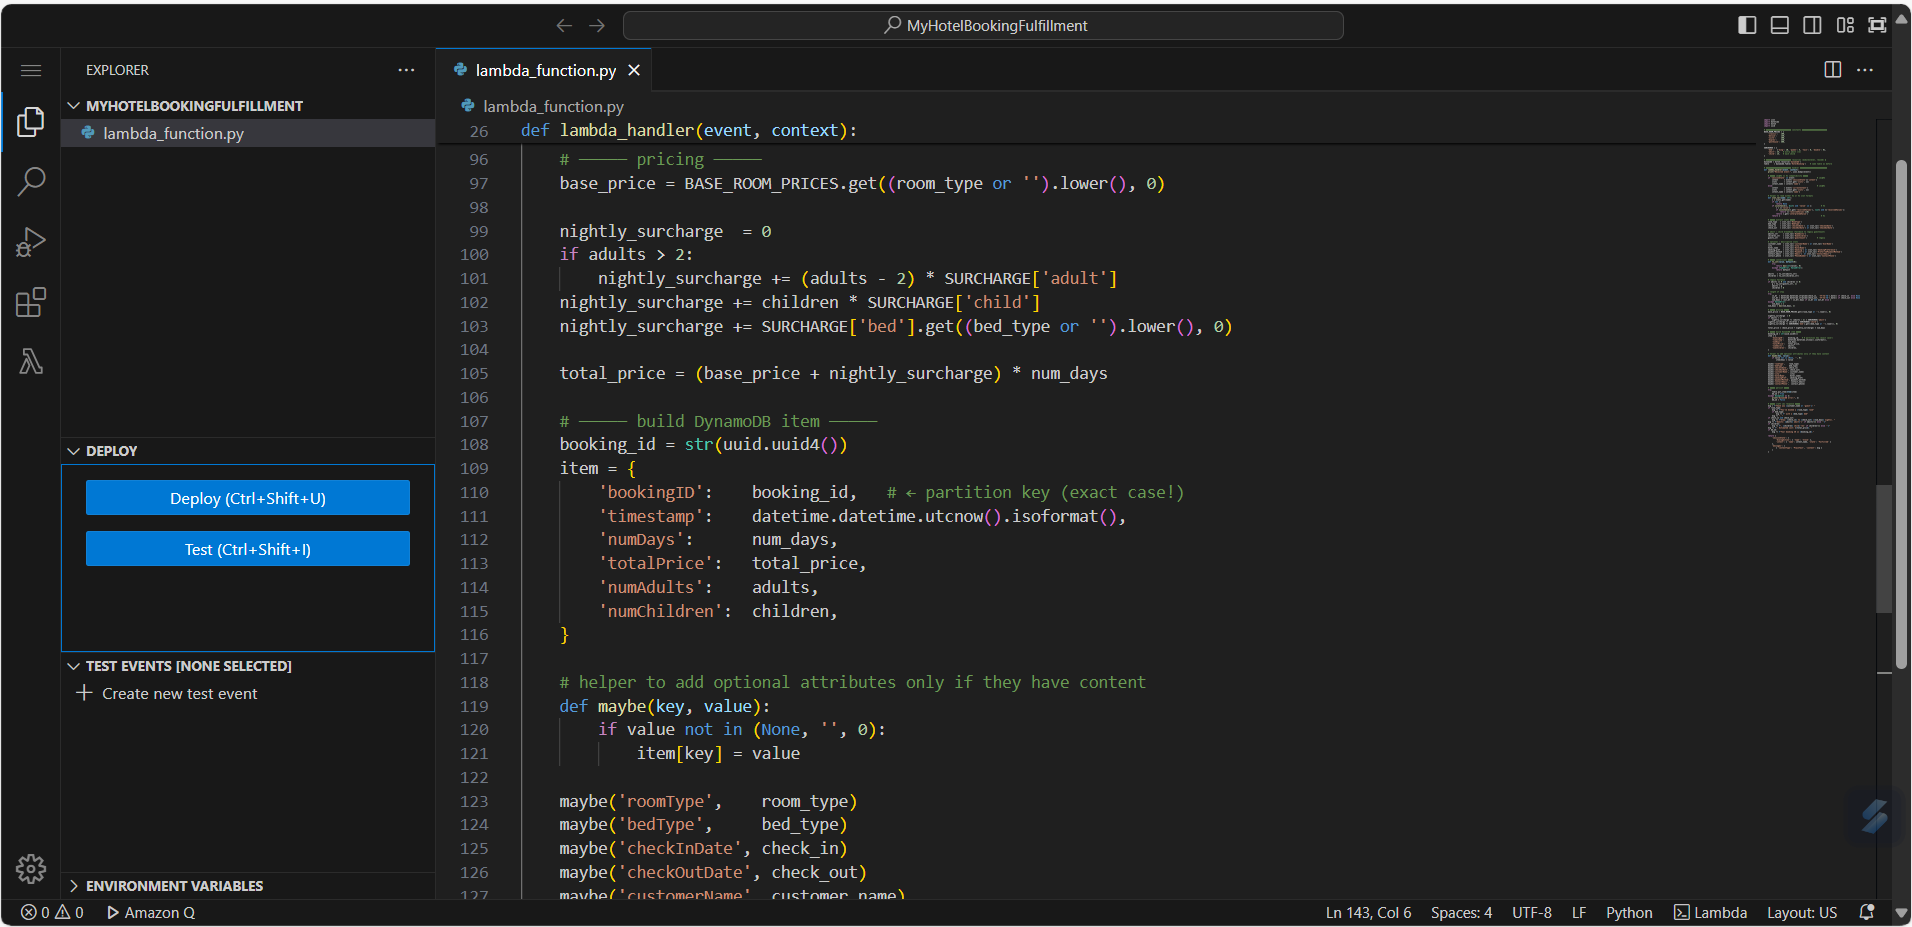 MyHotelBookingFulfillment
EXPLORER
MYHOTELBOOKINGFULFILLMENT
lambda_function.py
DEPLOY
Deploy (Ctrl+Shift+U)
Test (Ctrl+Shift+I)
TEST EVENTS [NONE SELECTED]
Create new test event
ENVIRONMENT VARIABLES
lambda_function.py
lambda_function.py
26 def lambda_handler(event, context):
96 # ——— pricing ———
97 base_price = BASE_ROOM_PRICES.get((room_type or '').lower(), 0)
98
99 nightly_surcharge  = 0
100 if adults > 2:
101     nightly_surcharge += (adults - 2) * SURCHARGE['adult']
102 nightly_surcharge += children * SURCHARGE['child']
103 nightly_surcharge += SURCHARGE['bed'].get((bed_type or '').lower(), 0)
104
105 total_price = (base_price + nightly_surcharge) * num_days
106
107 # ——— build DynamoDB item ———
108 booking_id = str(uuid.uuid4())
109 item = {
110     'bookingID':    booking_id,   # ← partition key (exact case!)
111     'timestamp':    datetime.datetime.utcnow().isoformat(),
112     'numDays':      num_days,
113     'totalPrice':   total_price,
114     'numAdults':    adults,
115     'numChildren':  children,
116 }
117
118 # helper to add optional attributes only if they have content
119 def maybe(key, value):
120     if value not in (None, '', 0):
121         item[key] = value
122
123 maybe('roomType',    room_type)
124 maybe('bedType',     bed_type)
125 maybe('checkInDate', check_in)
126 maybe('checkOutDate', check_out)
127 maybe('customerName', customer_name)
0 0 Amazon Q
Ln 143, Col 6 Spaces: 4 UTF-8 LF Python Lambda Layout: US